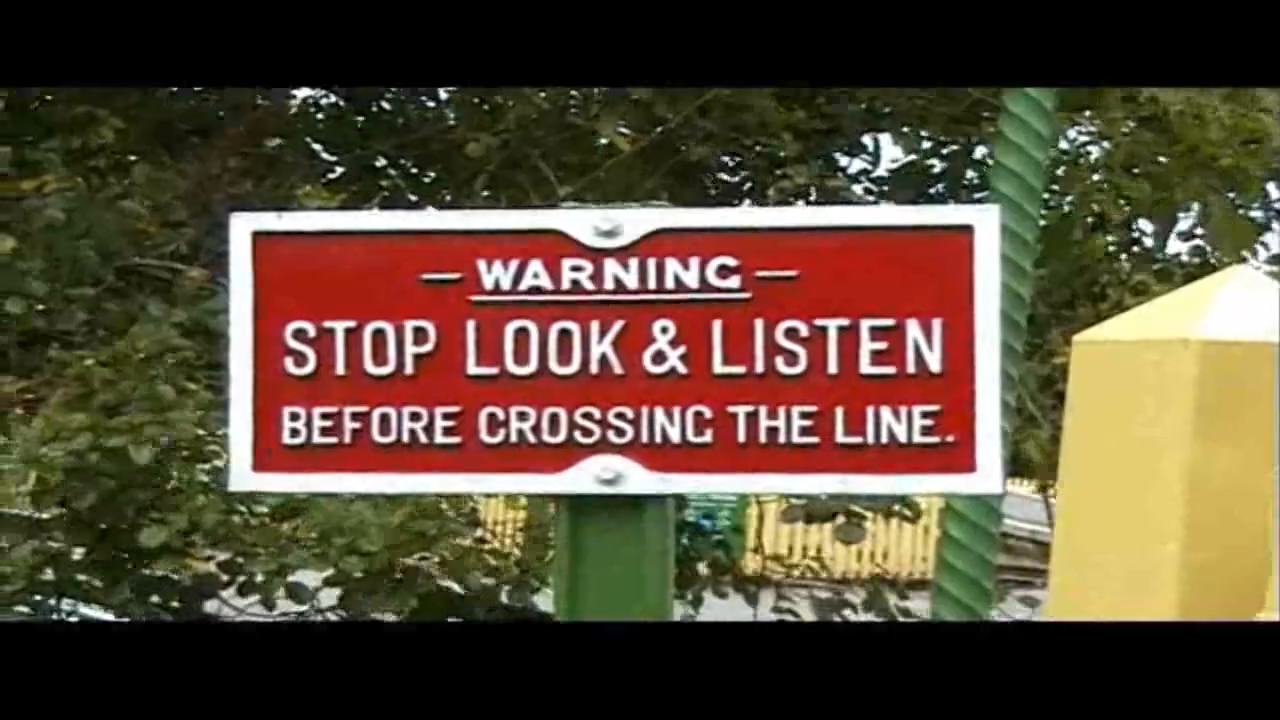 — WARNING —
STOP LOOK & LISTEN
BEFORE CROSSING THE LINE.